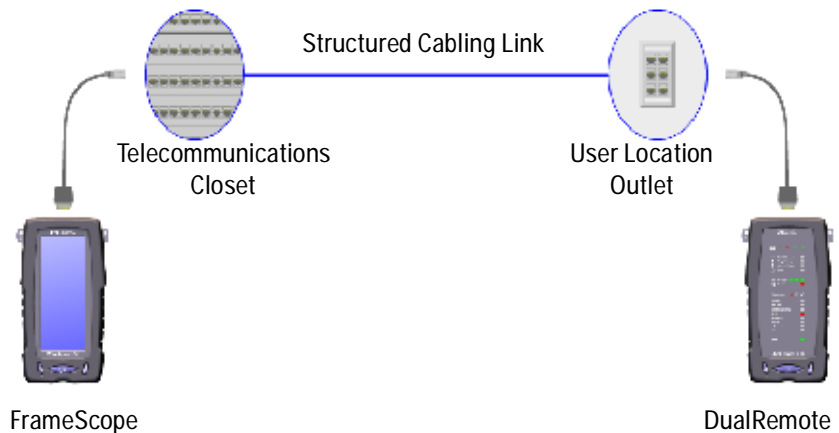 Structured Cabling Link
Telecommunications
Closet
User Location
Outlet
FrameScope
DualRemote